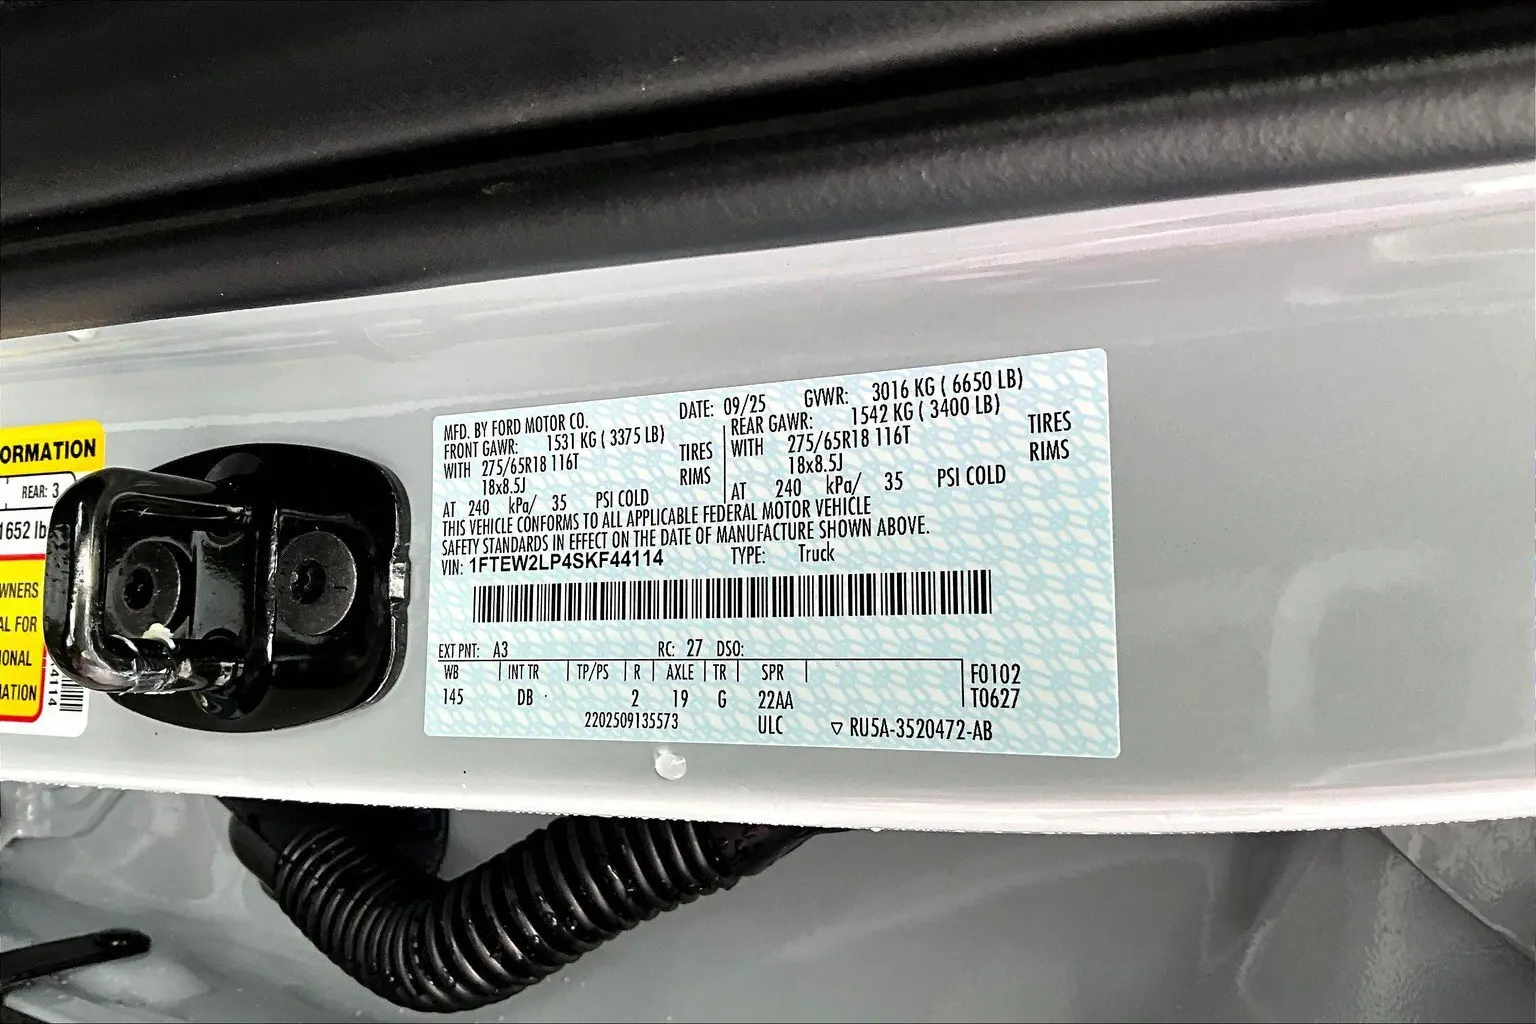 ORMATION
REAR: 3
1652 lb
WNERS
AL FOR
IONAL
ATION
4114
MFD. BY FORD MOTOR CO.
DATE: 09/25 GVWR: 3016 KG ( 6650 LB)
FRONT GAWR: 1531 KG ( 3375 LB)
WITH 275/65R18 116T TIRES
18x8.5J RIMS
AT 240 kPa/ 35 PSI COLD
REAR GAWR: 1542 KG ( 3400 LB)
WITH 275/65R18 116T TIRES
18x8.5J RIMS
AT 240 kPa/ 35 PSI COLD
THIS VEHICLE CONFORMS TO ALL APPLICABLE FEDERAL MOTOR VEHICLE
SAFETY STANDARDS IN EFFECT ON THE DATE OF MANUFACTURE SHOWN ABOVE.
VIN: 1FTEW2LP4SKF44114 TYPE: Truck
EXT PNT: A3 RC: 27 DSO:
WB INT TR TP/PS R AXLE TR SPR F0102
145 DB 2 19 G 22AA T0627
2202509135573 ULC ▽ RU5A-3520472-AB